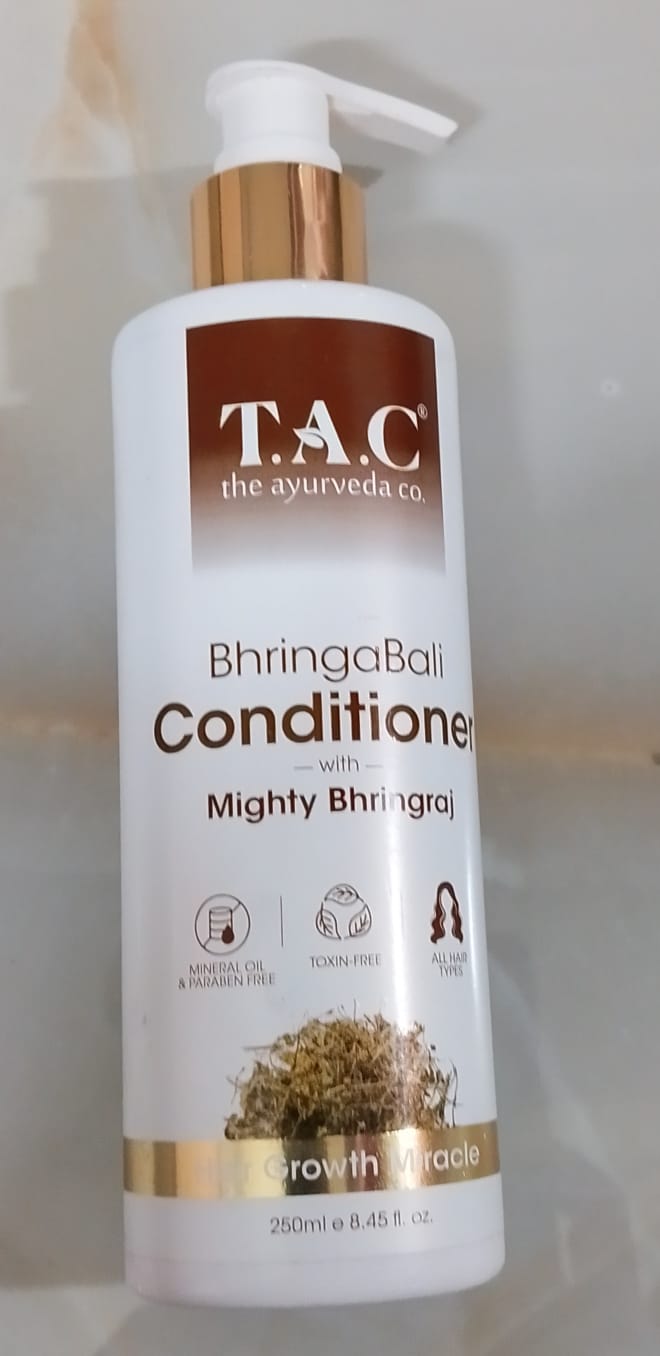 T.A.C®
the ayurveda co.
BhringaBali
Conditioner
with
Mighty Bhringraj
MINERAL OIL
& PARABEN FREE
TOXIN-FREE
ALL HAIR
TYPES
Hair Growth Miracle
250ml e 8.45 fl. oz.